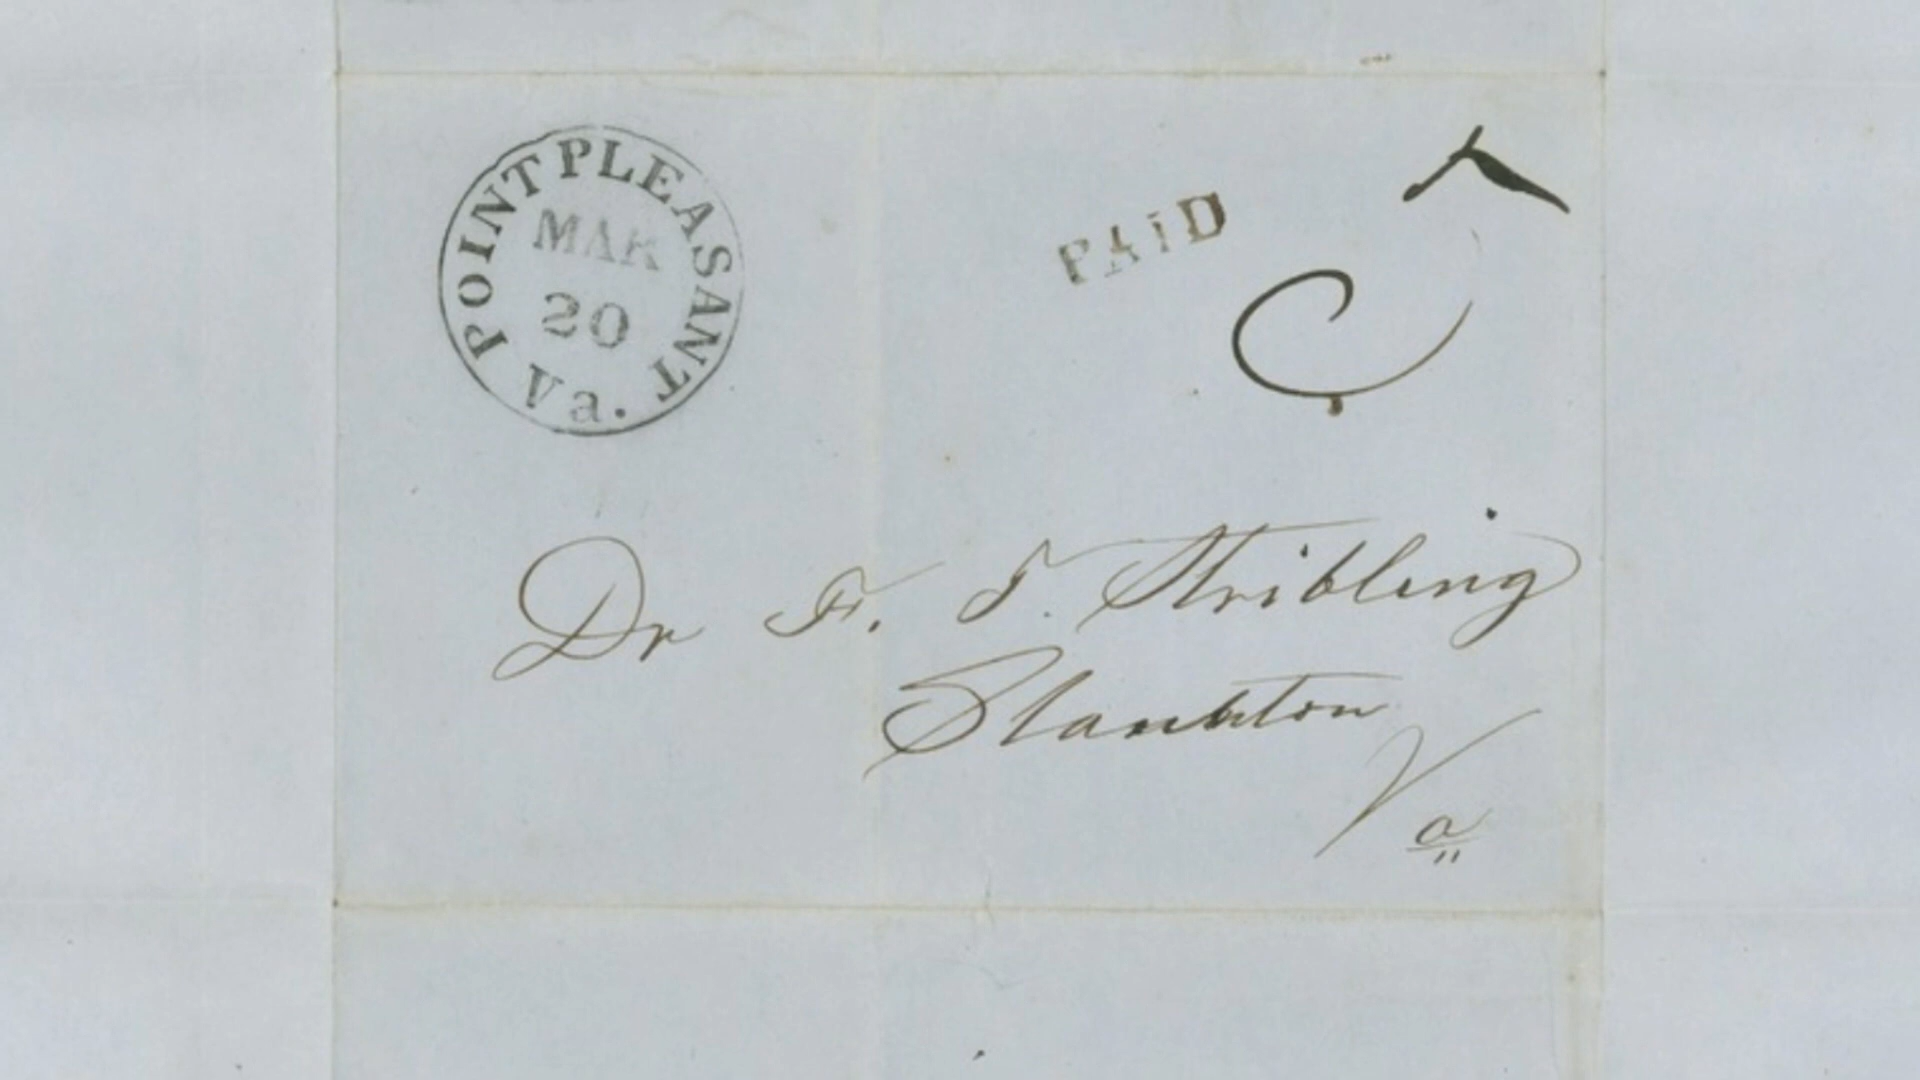 POINT PLEASANT Va.
MAR
20
PAID
5
Dr F. T. Stribling
Staunton
Va